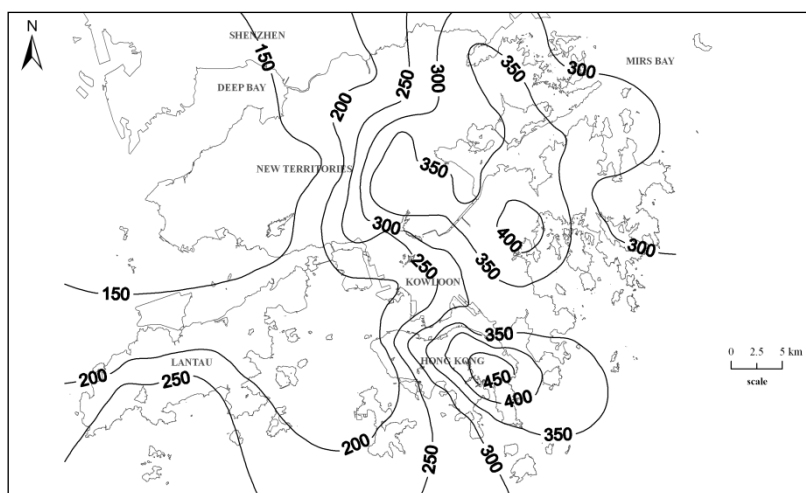 N
SHENZHEN
150
350
300
MIRS BAY
250
300
DEEP BAY
200
NEW TERRITORIES
350
300
400
300
250
350
KOWLOON
150
350
LANTAU
HONG KONG
200
250
450
400
0 2.5 5 km
scale
350
200
250
300